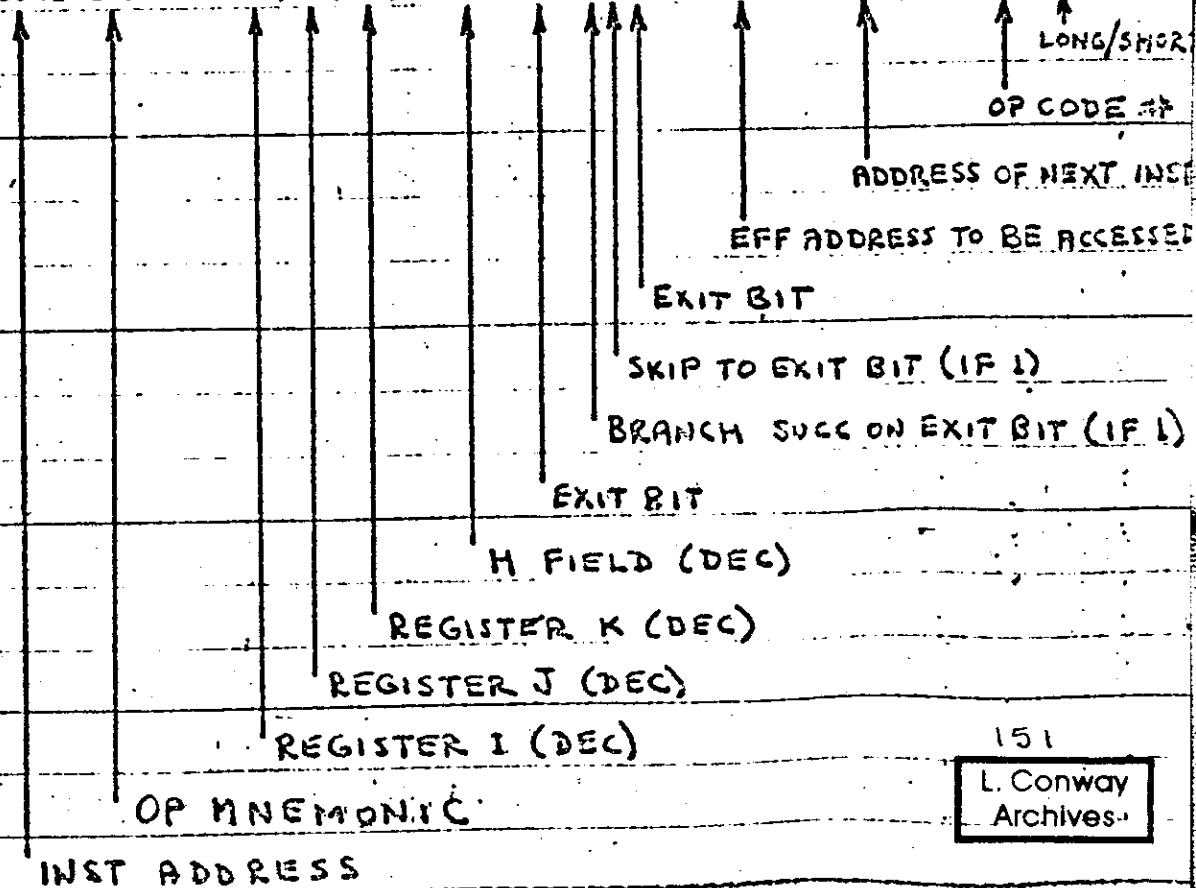 LONG/SHOR
OP CODE #
ADDRESS OF NEXT INS
EFF ADDRESS TO BE ACCESSED
EXIT BIT
SKIP TO EXIT BIT (IF 1)
BRANCH SUCC ON EXIT BIT (IF 1)
EXIT BIT
H FIELD (DEC)
REGISTER K (DEC)
REGISTER J (DEC)
REGISTER I (DEC)
151
L. Conway
Archives
OP MNEMONIC
INST ADDRESS